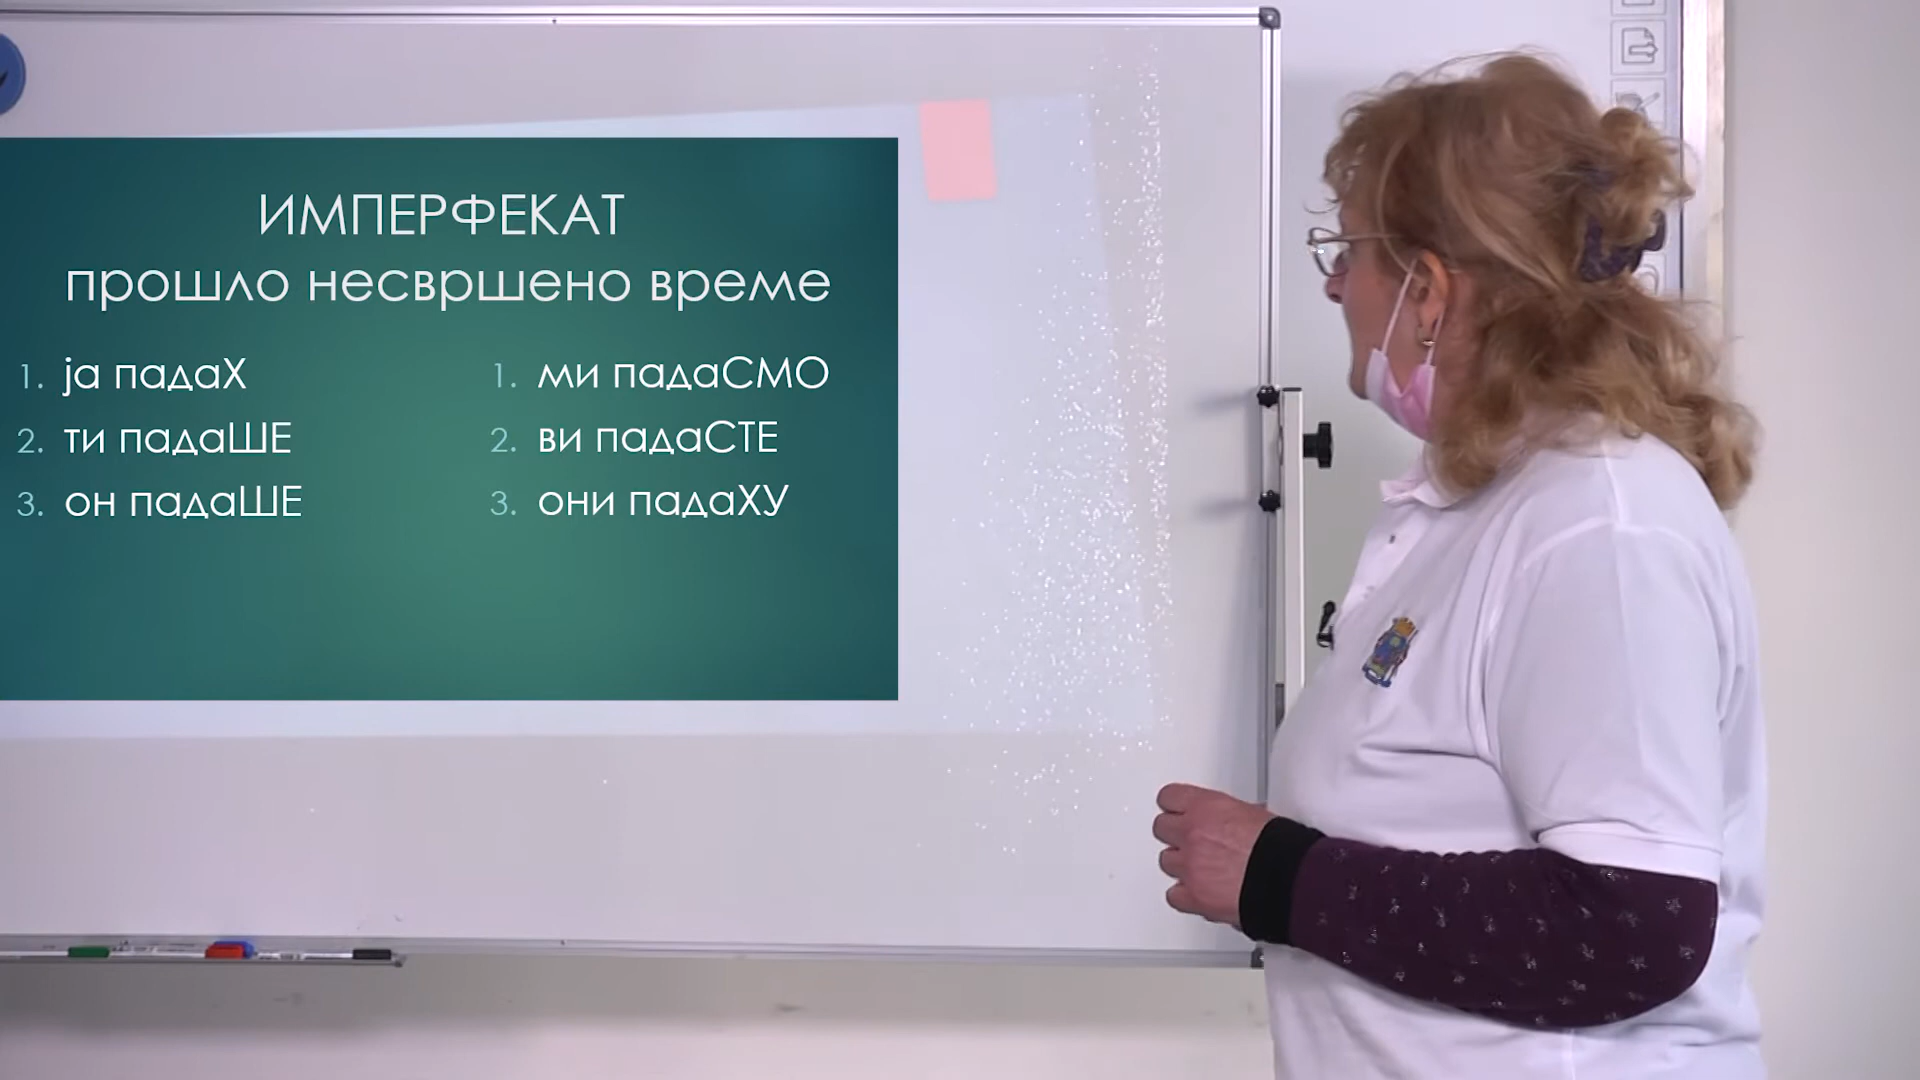 ИМПЕРФЕКАТ
прошло несвршено време
1. ја падаХ
2. ти падаШЕ
3. он падаШЕ
1. ми падаСМО
2. ви падаСТЕ
3. они падаХУ